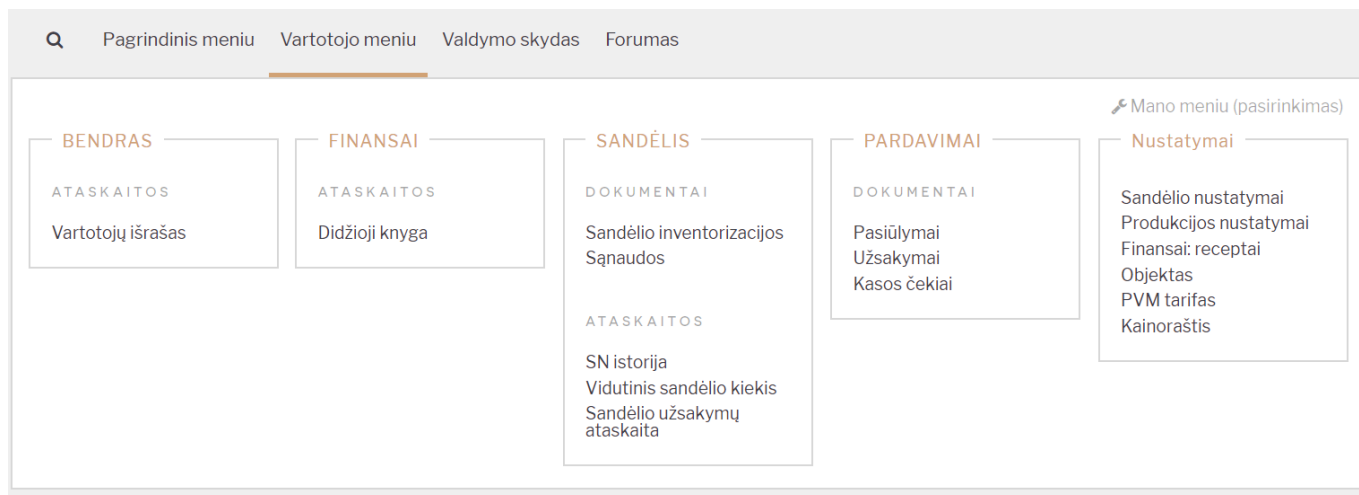 Pagrindinis meniu Vartotojo meniu Valdymo skydas Forumas
Mano meniu (pasirinkimas)
BENDRAS
ATASKAITOS
Vartotojų išrašas
FINANSAI
ATASKAITOS
Didžioji knyga
SANDĖLIS
DOKUMENTAI
Sandėlio inventorizacijos
Sąnaudos
ATASKAITOS
SN istorija
Vidutinis sandėlio kiekis
Sandėlio užsakymų
ataskaita
PARDAVIMAI
DOKUMENTAI
Pasiūlymai
Užsakymai
Kasos čekiai
Nustatymai
Sandėlio nustatymai
Produkcijos nustatymai
Finansai: receptai
Objektas
PVM tarifas
Kainoraštis